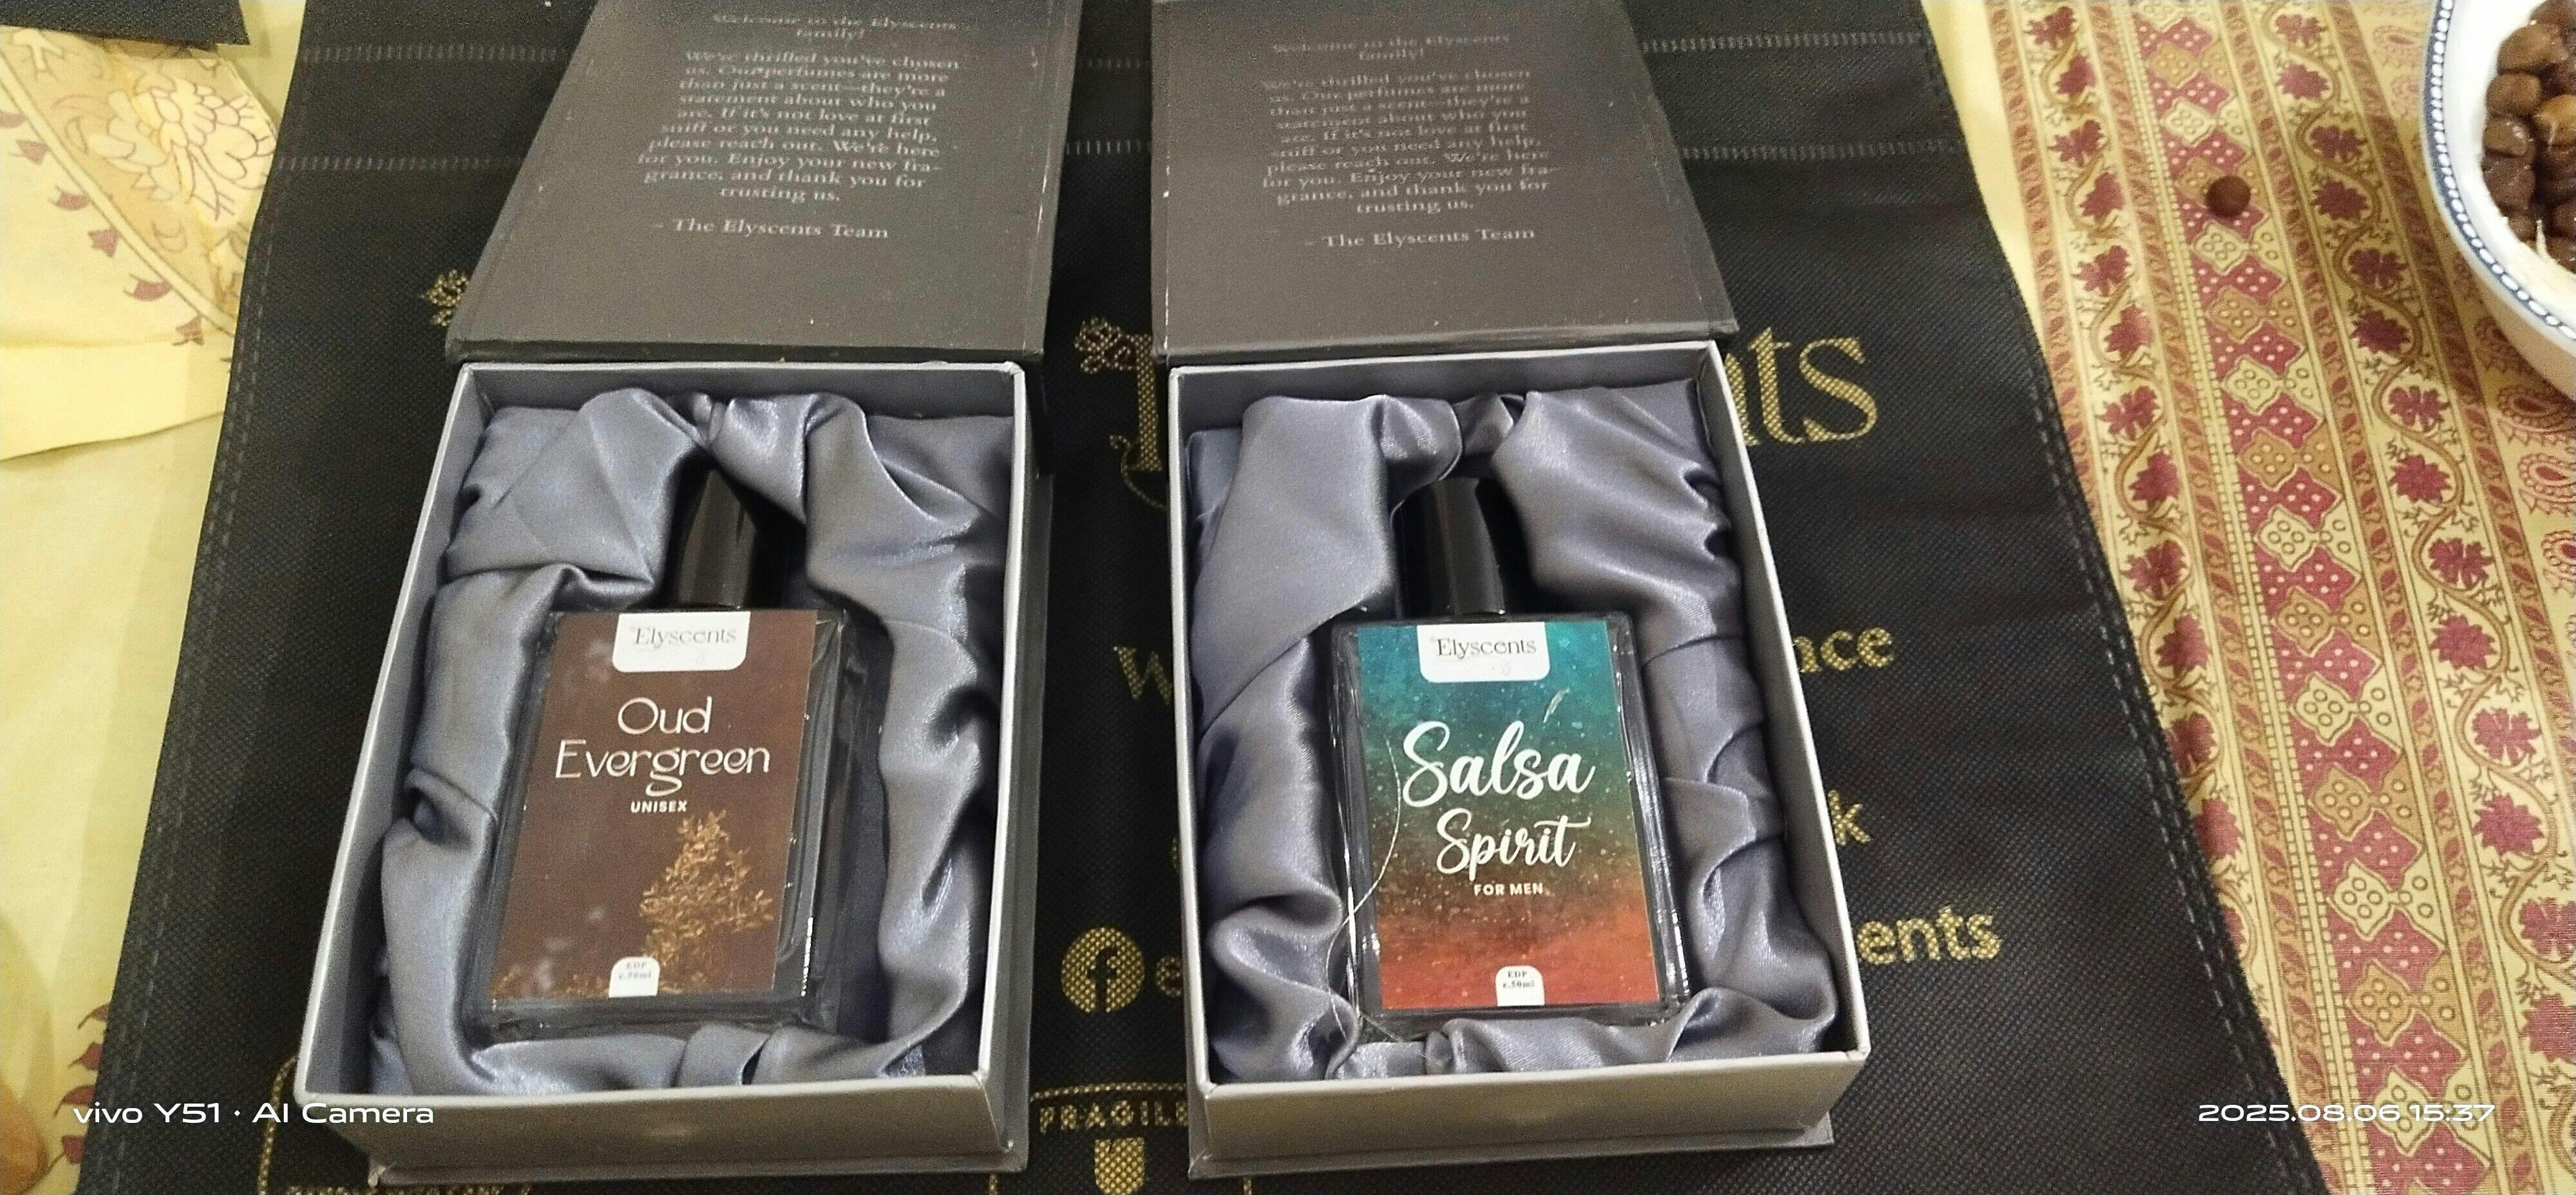 Welcome to the Elyscents
family!
We're thrilled you've chosen
us. Our perfumes are more
than just a scent—they're a
statement about who you
are. If it's not love at first
sniff or you need any help,
please reach out. We're here
for you. Enjoy your new fra-
grance, and thank you for
trusting us.
- The Elyscents Team
Welcome to the Elyscents
family!
We're thrilled you've chosen
us. Our perfumes are more
than just a scent—they're a
statement about who you
are. If it's not love at first
sniff or you need any help,
please reach out. We're here
for you. Enjoy your new fra-
grance, and thank you for
trusting us.
- The Elyscents Team
Elyscents
Oud
Evergreen
UNISEX
EDP
e.50ml
Elyscents
Salsa
Spirit
FOR MEN
EDP
e.50ml
nts
nce
k
ents
FRAGILE
vivo Y51 · AI Camera
2025.08.06 15:37